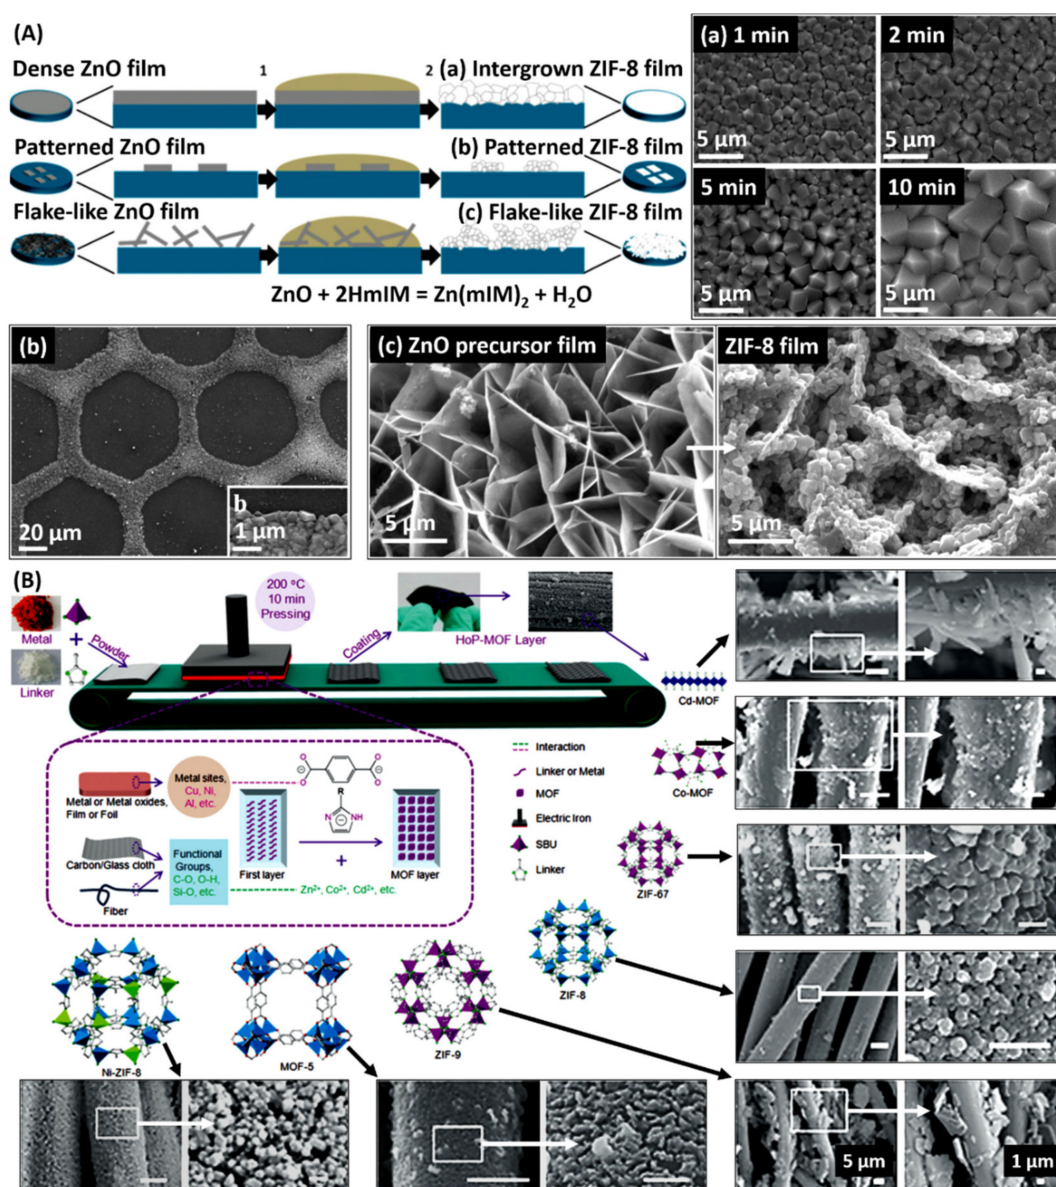 (A)
Dense ZnO film
1
2
(a) Intergrown ZIF-8 film
Patterned ZnO film
(b) Patterned ZIF-8 film
Flake-like ZnO film
(c) Flake-like ZIF-8 film
ZnO + 2HmIM = Zn(mIM)₂ + H₂O
(a) 1 min
2 min
5 μm
5 μm
5 min
10 min
5 μm
5 μm
(b)
20 μm
b
1 μm
(c) ZnO precursor film
5 μm
ZIF-8 film
5 μm
(B)
Metal
+
Linker
Powder
200 °C
10 min
Pressing
Coating
HoP-MOF Layer
Cd-MOF
Co-MOF
ZIF-67
ZIF-8
ZIF-9
MOF-5
Ni-ZIF-8
Metal or Metal oxides,
Film or Foil
Metal sites,
Cu, Ni,
Al, etc.
Carbon/Glass cloth
Fiber
Functional
Groups,
C-O, O-H,
Si-O, etc.
First layer
Zn²⁺, Co²⁺, Cd²⁺, etc.
O
O
O
O
R
N
NH
+
MOF layer
Interaction
Linker or Metal
MOF
Electric Iron
SBU
Linker
5 μm
1 μm